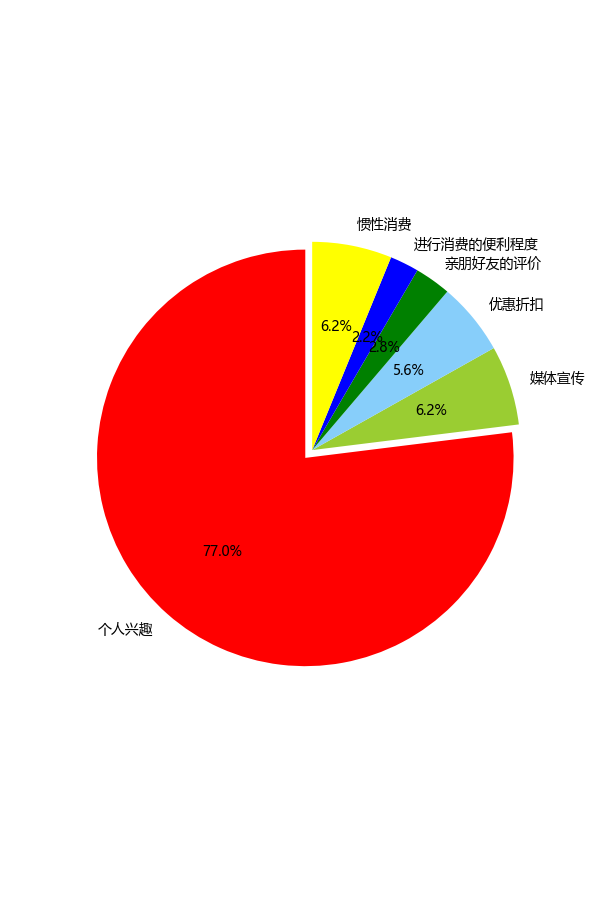 惯性消费
进行消费的便利程度
亲朋好友的评价
优惠折扣
6.2%
2.2%
2.8%
5.6%
媒体宣传
6.2%
77.0%
个人兴趣